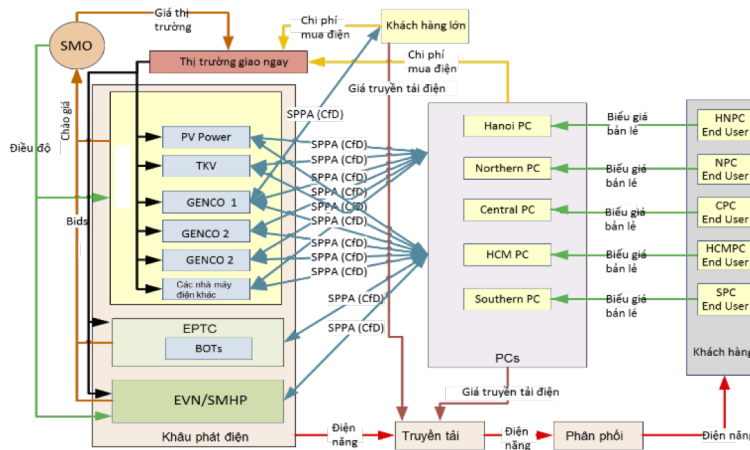 Giá thị
trường
SMO
Chi phí
mua điện
Khách hàng lớn
Thị trường giao ngay
Chi phí
mua điện
Giá truyền tải điện
Điều độ
Chào giá
Bids
SPPA (CfD)
PV Power
TKV
GENCO 1
GENCO 2
GENCO 2
Các nhà máy
điện khác
SPPA (CfD)
SPPA (CfD)
SPPA (CfD)
SPPA (CfD)
SPPA (CfD)
SPPA (CfD)
SPPA (CfD)
SPPA (CfD)
SPPA (CfD)
SPPA (CfD)
SPPA (CfD)
EPTC
BOTs
EVN/SMHP
Khâu phát điện
Hanoi PC
Northern PC
Central PC
HCM PC
Southern PC
PCs
Biểu giá
bán lẻ
Biểu giá
bán lẻ
Biểu giá
bán lẻ
Biểu giá
bán lẻ
Biểu giá
bán lẻ
HNPC
End User
NPC
End User
CPC
End User
HCMPC
End User
SPC
End User
Khách hàng
Giá truyền tải điện
Điện
năng
Truyền tải
Điện
năng
Phân phối
Điện năng